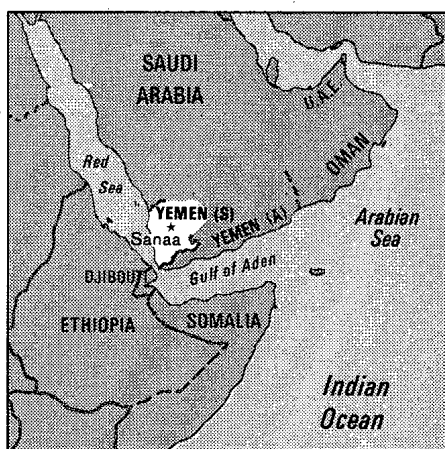 SAUDI
ARABIA
U.A.E.
OMAN
Red
Sea
YEMEN (S)
Sanaa
YEMEN (A)
Arabian
Sea
DJIBOUTI
Gulf of Aden
ETHIOPIA
SOMALIA
Indian
Ocean